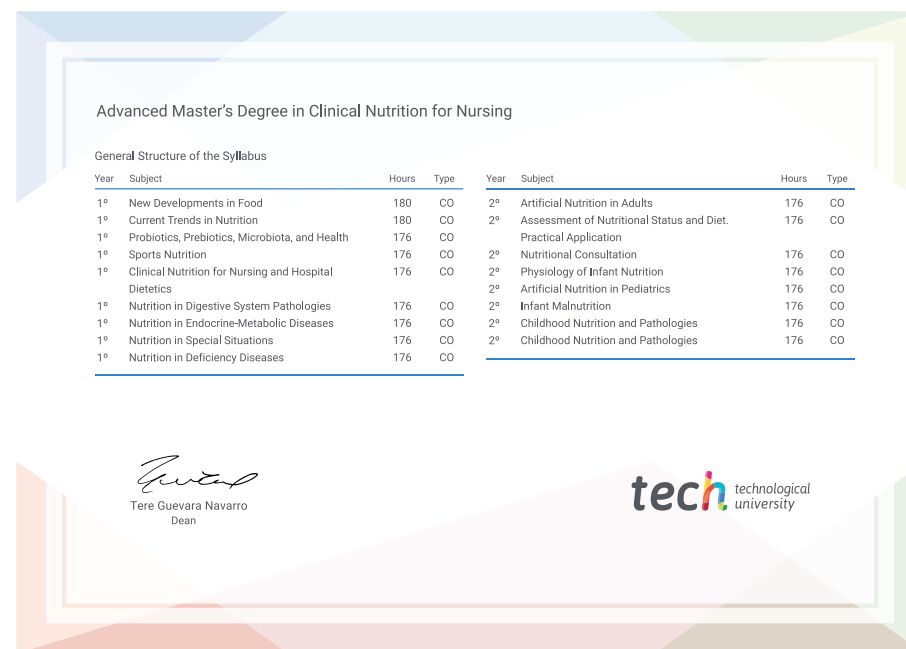 Advanced Master's Degree in Clinical Nutrition for Nursing
General Structure of the Syllabus
Year Subject Hours Type
1º New Developments in Food 180 CO
1º Current Trends in Nutrition 180 CO
1º Probiotics, Prebiotics, Microbiota, and Health 176 CO
1º Sports Nutrition 176 CO
1º Clinical Nutrition for Nursing and Hospital 176 CO
Dietetics
1º Nutrition in Digestive System Pathologies 176 CO
1º Nutrition in Endocrine-Metabolic Diseases 176 CO
1º Nutrition in Special Situations 176 CO
1º Nutrition in Deficiency Diseases 176 CO
Year Subject Hours Type
2º Artificial Nutrition in Adults 176 CO
2º Assessment of Nutritional Status and Diet. 176 CO
Practical Application
2º Nutritional Consultation 176 CO
2º Physiology of Infant Nutrition 176 CO
2º Artificial Nutrition in Pediatrics 176 CO
2º Infant Malnutrition 176 CO
2º Childhood Nutrition and Pathologies 176 CO
2º Childhood Nutrition and Pathologies 176 CO
Tere Guevara Navarro
Dean
tech technological
university